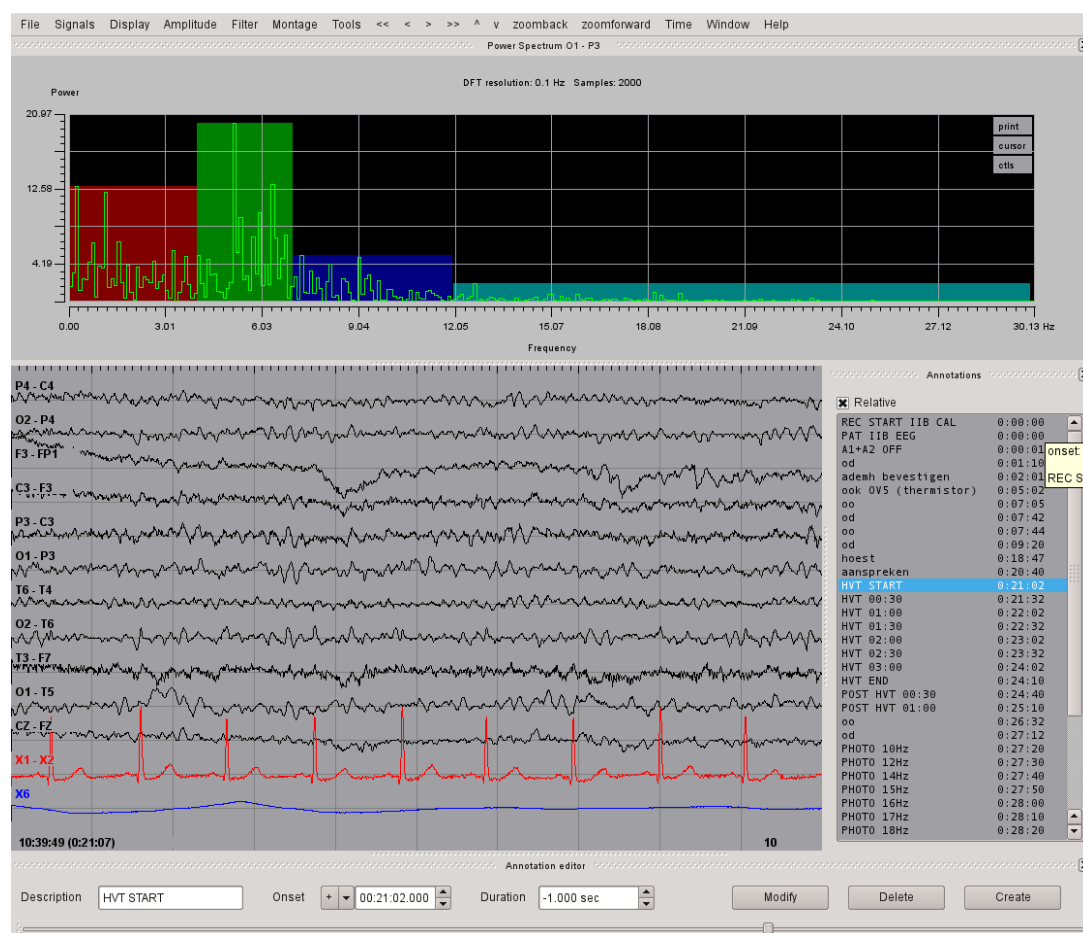 File Signals Display Amplitude Filter Montage Tools << < > >> ^ v zoomback zoomforward Time Window Help
Power Spectrum O1 - P3
DFT resolution: 0.1 Hz Samples: 2000
Power
20.97
12.58
4.19
print
cursor
ctls
0.00 3.01 6.03 9.04 12.05 15.07 18.08 21.09 24.10 27.12 30.13 Hz
Frequency
P4 - C4
O2 - P4
F3 - FP1
C3 - F3
P3 - C3
O1 - P3
T6 - T4
O2 - T6
T3 - F7
O1 - T5
CZ - FZ
X1 - X2
X6
10:39:49 (0:21:07) 10
Annotations
Relative
REC START IIB CAL 0:00:00
PAT IIB EEG 0:00:00
A1+A2 OFF 0:00:01
od 0:01:10
ademh bevestigen 0:02:01
ook OV5 (thermistor) 0:05:02
oo 0:07:05
od 0:07:42
oo 0:07:44
od 0:09:20
hoest 0:18:47
aanspreken 0:20:40
HVT START 0:21:02
HVT 00:30 0:21:32
HVT 01:00 0:22:02
HVT 01:30 0:22:32
HVT 02:00 0:23:02
HVT 02:30 0:23:32
HVT 03:00 0:24:02
HVT END 0:24:10
POST HVT 00:30 0:24:40
POST HVT 01:00 0:25:10
oo 0:26:32
od 0:27:12
PHOTO 10Hz 0:27:20
PHOTO 12Hz 0:27:30
PHOTO 14Hz 0:27:40
PHOTO 15Hz 0:27:50
PHOTO 16Hz 0:28:00
PHOTO 17Hz 0:28:10
PHOTO 18Hz 0:28:20
onset:
REC S
Annotation editor
Description HVT START Onset + 00:21:02.000 Duration -1.000 sec Modify Delete Create